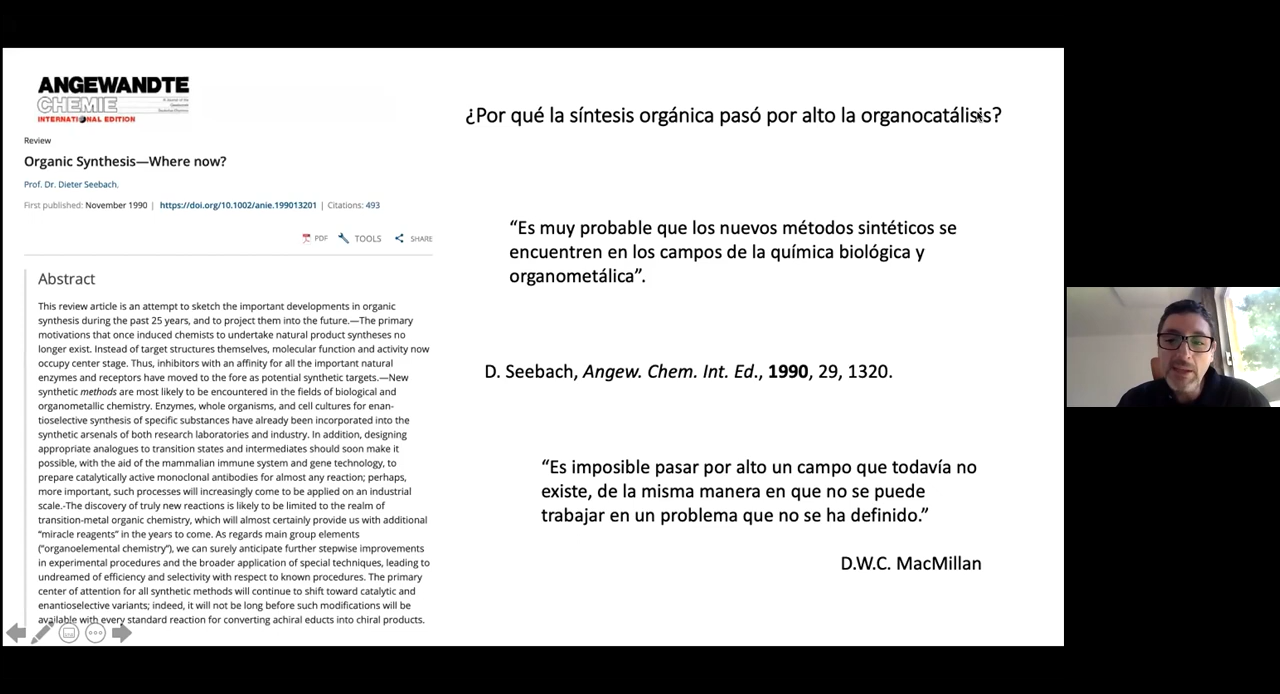 ANGEWANDTE
CHEMIE
INTERNATIONAL EDITION
Review
Organic Synthesis—Where now?
Prof. Dr. Dieter Seebach.
First published: November 1990 | https://doi.org/10.1002/anie.199013201 | Citations: 493
PDF TOOLS SHARE
Abstract
This review article is an attempt to sketch the important developments in organic
synthesis during the past 25 years, and to project them into the future.—The primary
motivations that once induced chemists to undertake natural product syntheses no
longer exist. Instead of target structures themselves, molecular function and activity now
occupy center stage. Thus, inhibitors with an affinity for all the important natural
enzymes and receptors have moved to the fore as potential synthetic targets.—New
synthetic methods are most likely to be encountered in the fields of biological and
organometallic chemistry. Enzymes, whole organisms, and cell cultures for enan-
tioselective synthesis of specific substances have already been incorporated into the
synthetic arsenals of both research laboratories and industry. In addition, designing
appropriate analogues to transition states and intermediates should soon make it
possible, with the aid of the mammalian immune system and gene technology, to
prepare catalytically active monoclonal antibodies for almost any reaction; perhaps,
more important, such processes will increasingly come to be applied on an industrial
scale.-The discovery of truly new reactions is likely to be limited to the realm of
transition-metal organic chemistry, which will almost certainly provide us with additional
“miracle reagents” in the years to come. As regards main group elements
(“organoelemental chemistry”), we can surely anticipate further stepwise improvements
in experimental procedures and the broader application of special techniques, leading to
undreamed of efficiency and selectivity with respect to known procedures. The primary
center of attention for all synthetic methods will continue to shift toward catalytic and
enantioselective variants; indeed, it will not be long before such modifications will be
available with every standard reaction for converting achiral educts into chiral products.
¿Por qué la síntesis orgánica pasó por alto la organocatálisis?
“Es muy probable que los nuevos métodos sintéticos se
encuentren en los campos de la química biológica y
organometálica”.
D. Seebach, Angew. Chem. Int. Ed., 1990, 29, 1320.
“Es imposible pasar por alto un campo que todavía no
existe, de la misma manera en que no se puede
trabajar en un problema que no se ha definido.”
D.W.C. MacMillan